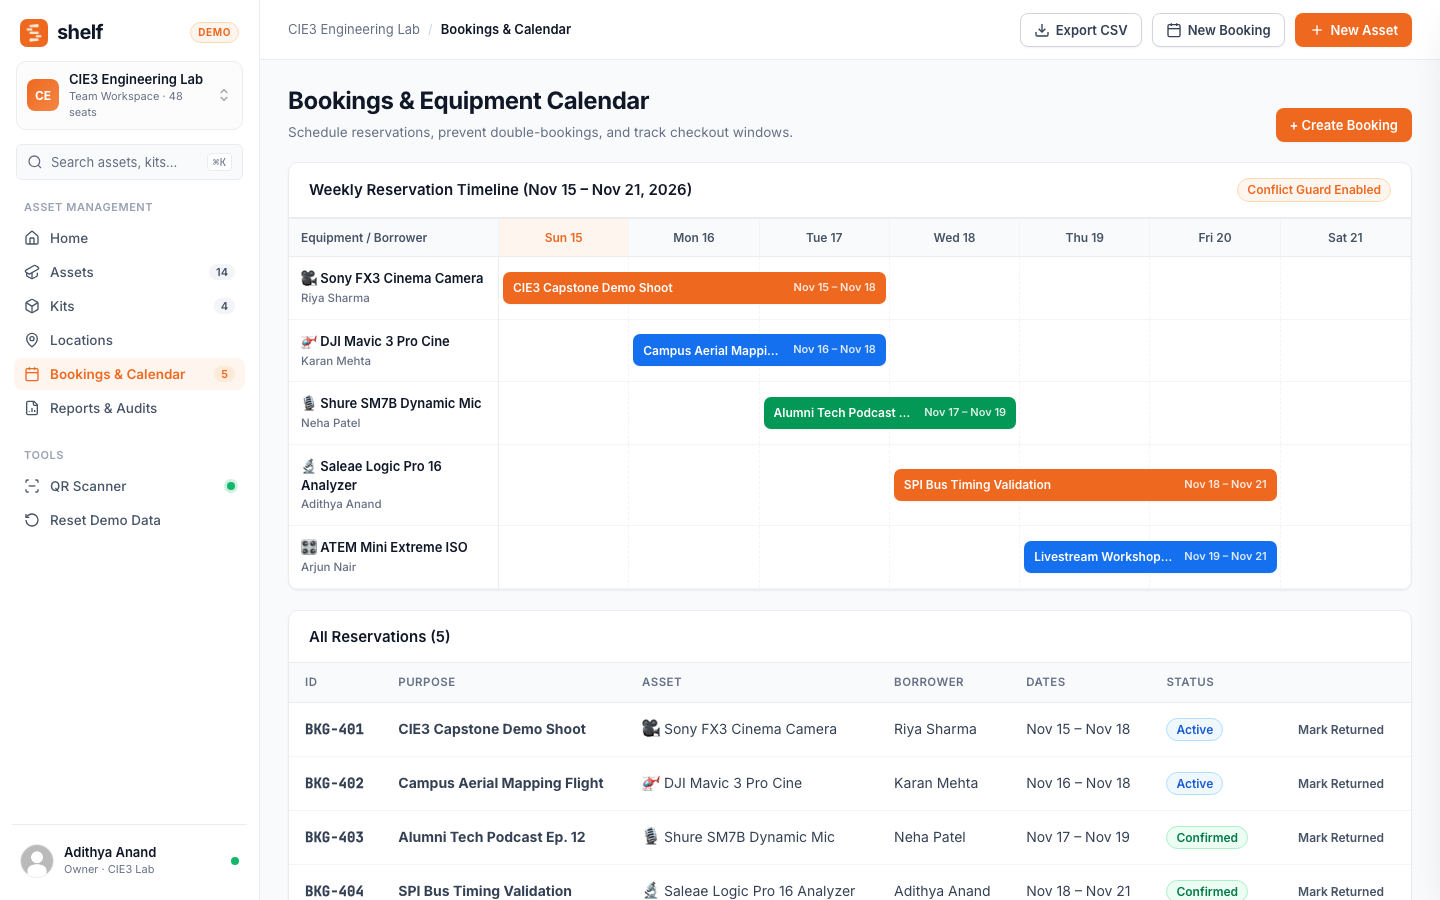 shelf
DEMO
CE
CIE3 Engineering Lab
Team Workspace · 48
seats
Search assets, kits...
⌘K
ASSET MANAGEMENT
Home
Assets
14
Kits
4
Locations
Bookings & Calendar
5
Reports & Audits
TOOLS
QR Scanner
Reset Demo Data
Adithya Anand
Owner · CIE3 Lab
CIE3 Engineering Lab / Bookings & Calendar
Export CSV
New Booking
+ New Asset
Bookings & Equipment Calendar
Schedule reservations, prevent double-bookings, and track checkout windows.
+ Create Booking
Weekly Reservation Timeline (Nov 15 – Nov 21, 2026)
Conflict Guard Enabled
Equipment / Borrower Sun 15 Mon 16 Tue 17 Wed 18 Thu 19 Fri 20 Sat 21
Sony FX3 Cinema Camera
Riya Sharma
CIE3 Capstone Demo Shoot Nov 15 – Nov 18
DJI Mavic 3 Pro Cine
Karan Mehta
Campus Aerial Mappi... Nov 16 – Nov 18
Shure SM7B Dynamic Mic
Neha Patel
Alumni Tech Podcast ... Nov 17 – Nov 19
Saleae Logic Pro 16
Analyzer
Adithya Anand
SPI Bus Timing Validation Nov 18 – Nov 21
ATEM Mini Extreme ISO
Arjun Nair
Livestream Workshop... Nov 19 – Nov 21
All Reservations (5)
ID PURPOSE ASSET BORROWER DATES STATUS
BKG-401 CIE3 Capstone Demo Shoot Sony FX3 Cinema Camera Riya Sharma Nov 15 – Nov 18 Active Mark Returned
BKG-402 Campus Aerial Mapping Flight DJI Mavic 3 Pro Cine Karan Mehta Nov 16 – Nov 18 Active Mark Returned
BKG-403 Alumni Tech Podcast Ep. 12 Shure SM7B Dynamic Mic Neha Patel Nov 17 – Nov 19 Confirmed Mark Returned
BKG-404 SPI Bus Timing Validation Saleae Logic Pro 16 Analyzer Adithya Anand Nov 18 – Nov 21 Confirmed Mark Returned